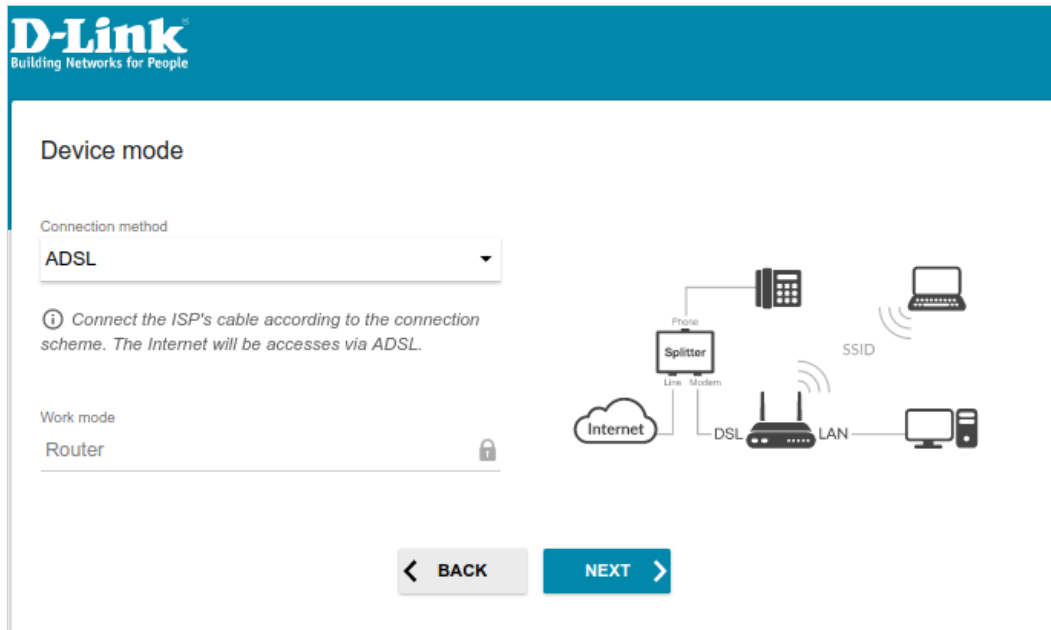 D-Link
Building Networks for People
Device mode
Connection method
ADSL
Connect the ISP's cable according to the connection
scheme. The Internet will be accesses via ADSL.
Work mode
Router
Phone
Splitter
Line Modem
Internet
DSL
LAN
SSID
BACK
NEXT